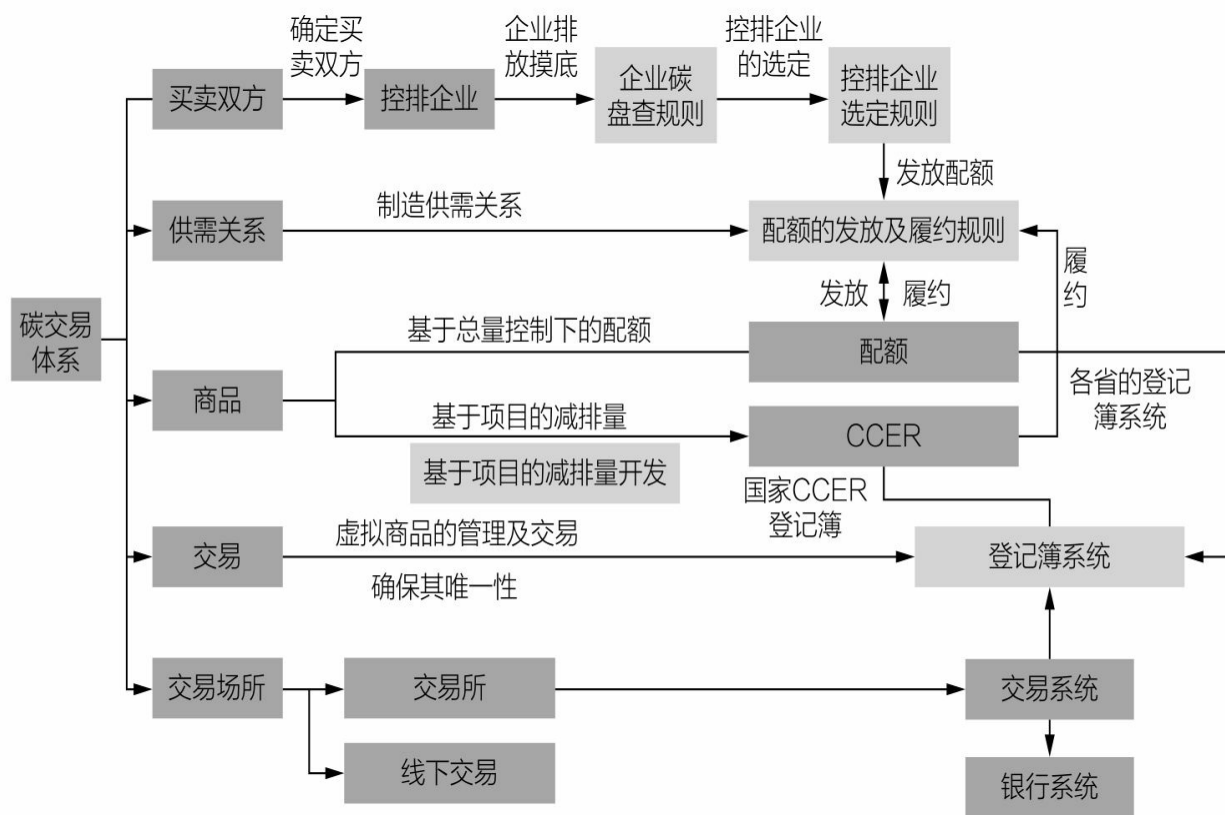 确定买
卖双方
企业排
放摸底
控排企业
的选定
买卖双方
控排企业
企业碳
盘查规则
控排企业
选定规则
发放配额
制造供需关系
供需关系
配额的发放及履约规则
发放
履约
履
约
碳交易
体系
基于总量控制下的配额
配额
商品
各省的登记
簿系统
基于项目的减排量
CCER
基于项目的减排量开发
国家CCER
登记簿
虚拟商品的管理及交易
交易
登记簿系统
确保其唯一性
交易场所
交易所
交易系统
线下交易
银行系统